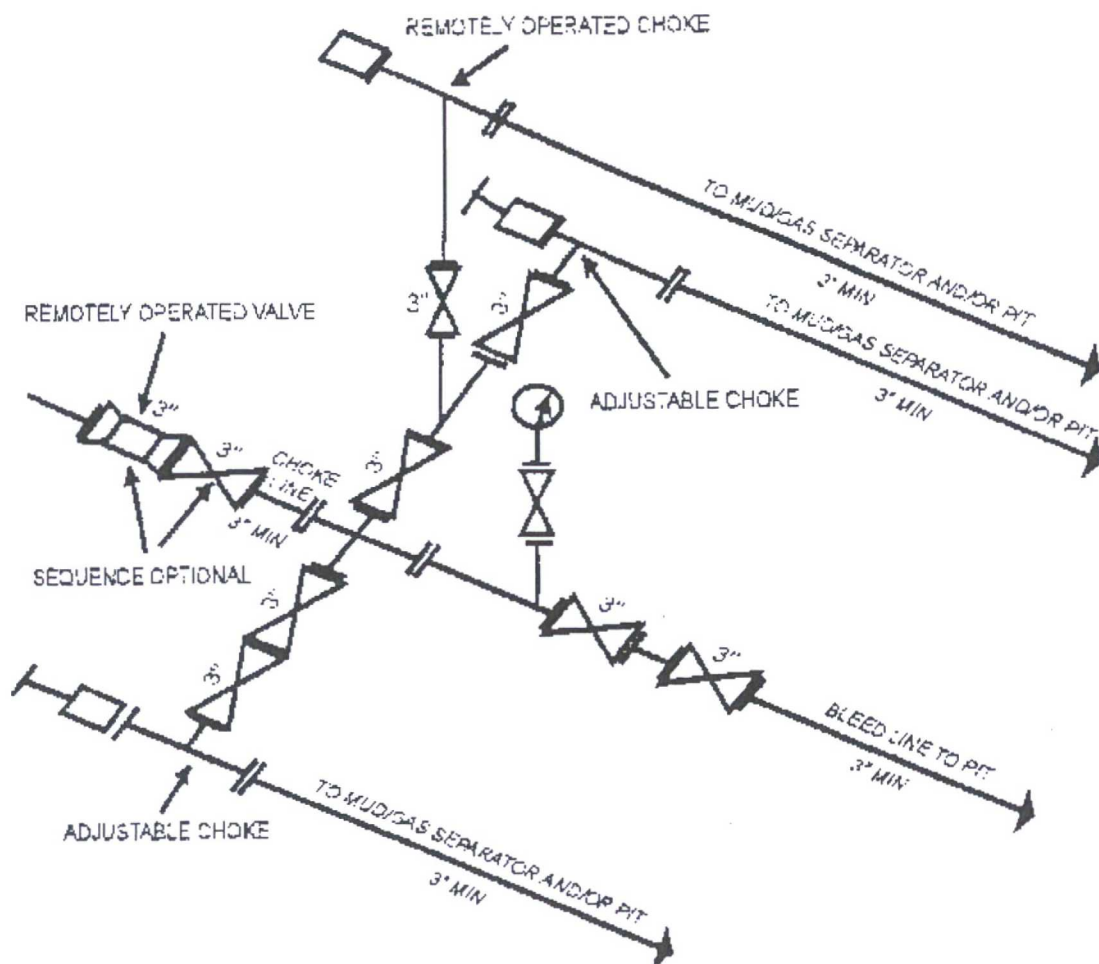 REMOTELY OPERATED CHOKE
TO MUD/GAS SEPARATOR AND/OR PIT
3" MIN
TO MUD/GAS SEPARATOR AND/OR PIT
3" MIN
3"
3"
REMOTELY OPERATED VALVE
ADJUSTABLE CHOKE
3"
3"
CHOKE
LINE
3" MIN
3"
SEQUENCE OPTIONAL
3"
3"
3"
3"
BLEED LINE TO PIT
3" MIN
ADJUSTABLE CHOKE
TO MUD/GAS SEPARATOR AND/OR PIT
3" MIN